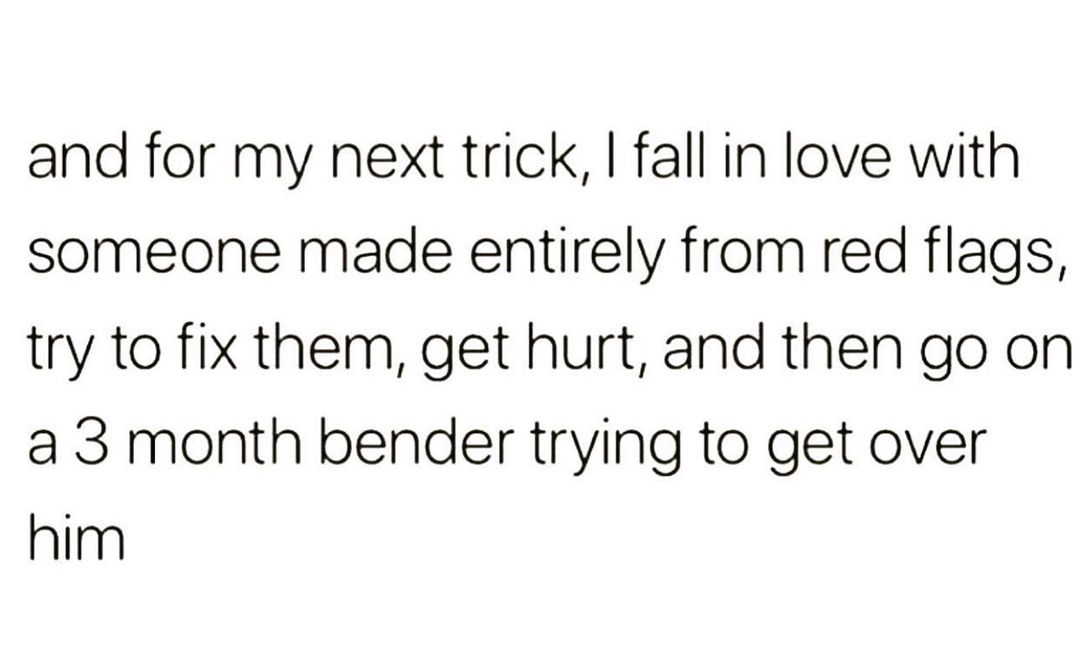 and for my next trick, I fall in love with
someone made entirely from red flags,
try to fix them, get hurt, and then go on
a 3 month bender trying to get over
him